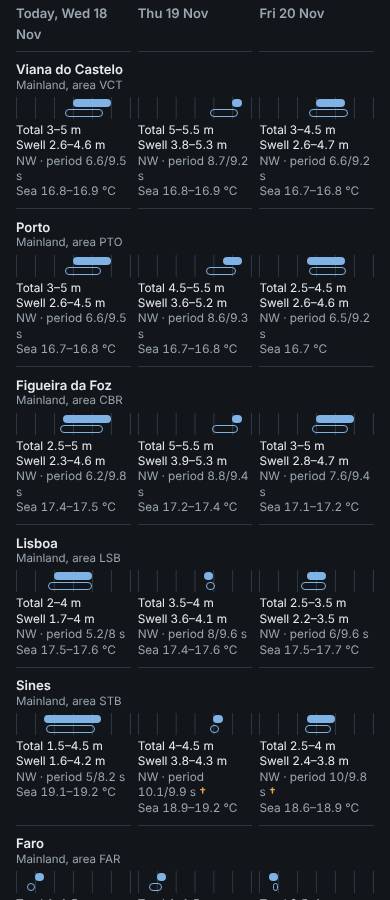 Today, Wed 18 Nov
Thu 19 Nov
Fri 20 Nov
Viana do Castelo
Mainland, area VCT
Total 3–5 m
Swell 2.6–4.6 m
NW · period 6.6/9.5 s
Sea 16.8–16.9 °C
Total 5–5.5 m
Swell 3.8–5.3 m
NW · period 8.7/9.2 s
Sea 16.8–16.9 °C
Total 3–4.5 m
Swell 2.6–4.7 m
NW · period 6.6/9.2 s
Sea 16.7–16.8 °C
Porto
Mainland, area PTO
Total 3–5 m
Swell 2.6–4.5 m
NW · period 6.6/9.5 s
Sea 16.7–16.8 °C
Total 4.5–5.5 m
Swell 3.6–5.2 m
NW · period 8.6/9.3 s
Sea 16.7–16.8 °C
Total 2.5–4.5 m
Swell 2.6–4.6 m
NW · period 6.5/9.2 s
Sea 16.7 °C
Figueira da Foz
Mainland, area CBR
Total 2.5–5 m
Swell 2.3–4.6 m
NW · period 6.2/9.8 s
Sea 17.4–17.5 °C
Total 5–5.5 m
Swell 3.9–5.3 m
NW · period 8.8/9.4 s
Sea 17.2–17.4 °C
Total 3–5 m
Swell 2.8–4.7 m
NW · period 7.6/9.4 s
Sea 17.1–17.2 °C
Lisboa
Mainland, area LSB
Total 2–4 m
Swell 1.7–4 m
NW · period 5.2/8 s
Sea 17.5–17.6 °C
Total 3.5–4 m
Swell 3.6–4.1 m
NW · period 8/9.6 s
Sea 17.4–17.6 °C
Total 2.5–3.5 m
Swell 2.2–3.5 m
NW · period 6/9.6 s
Sea 17.5–17.7 °C
Sines
Mainland, area STB
Total 1.5–4.5 m
Swell 1.6–4.2 m
NW · period 5/8.2 s
Sea 19.1–19.2 °C
Total 4–4.5 m
Swell 3.8–4.3 m
NW · period 10.1/9.9 s †
Sea 18.9–19.2 °C
Total 2.5–4 m
Swell 2.4–3.8 m
NW · period 10/9.8 s †
Sea 18.6–18.9 °C
Faro
Mainland, area FAR